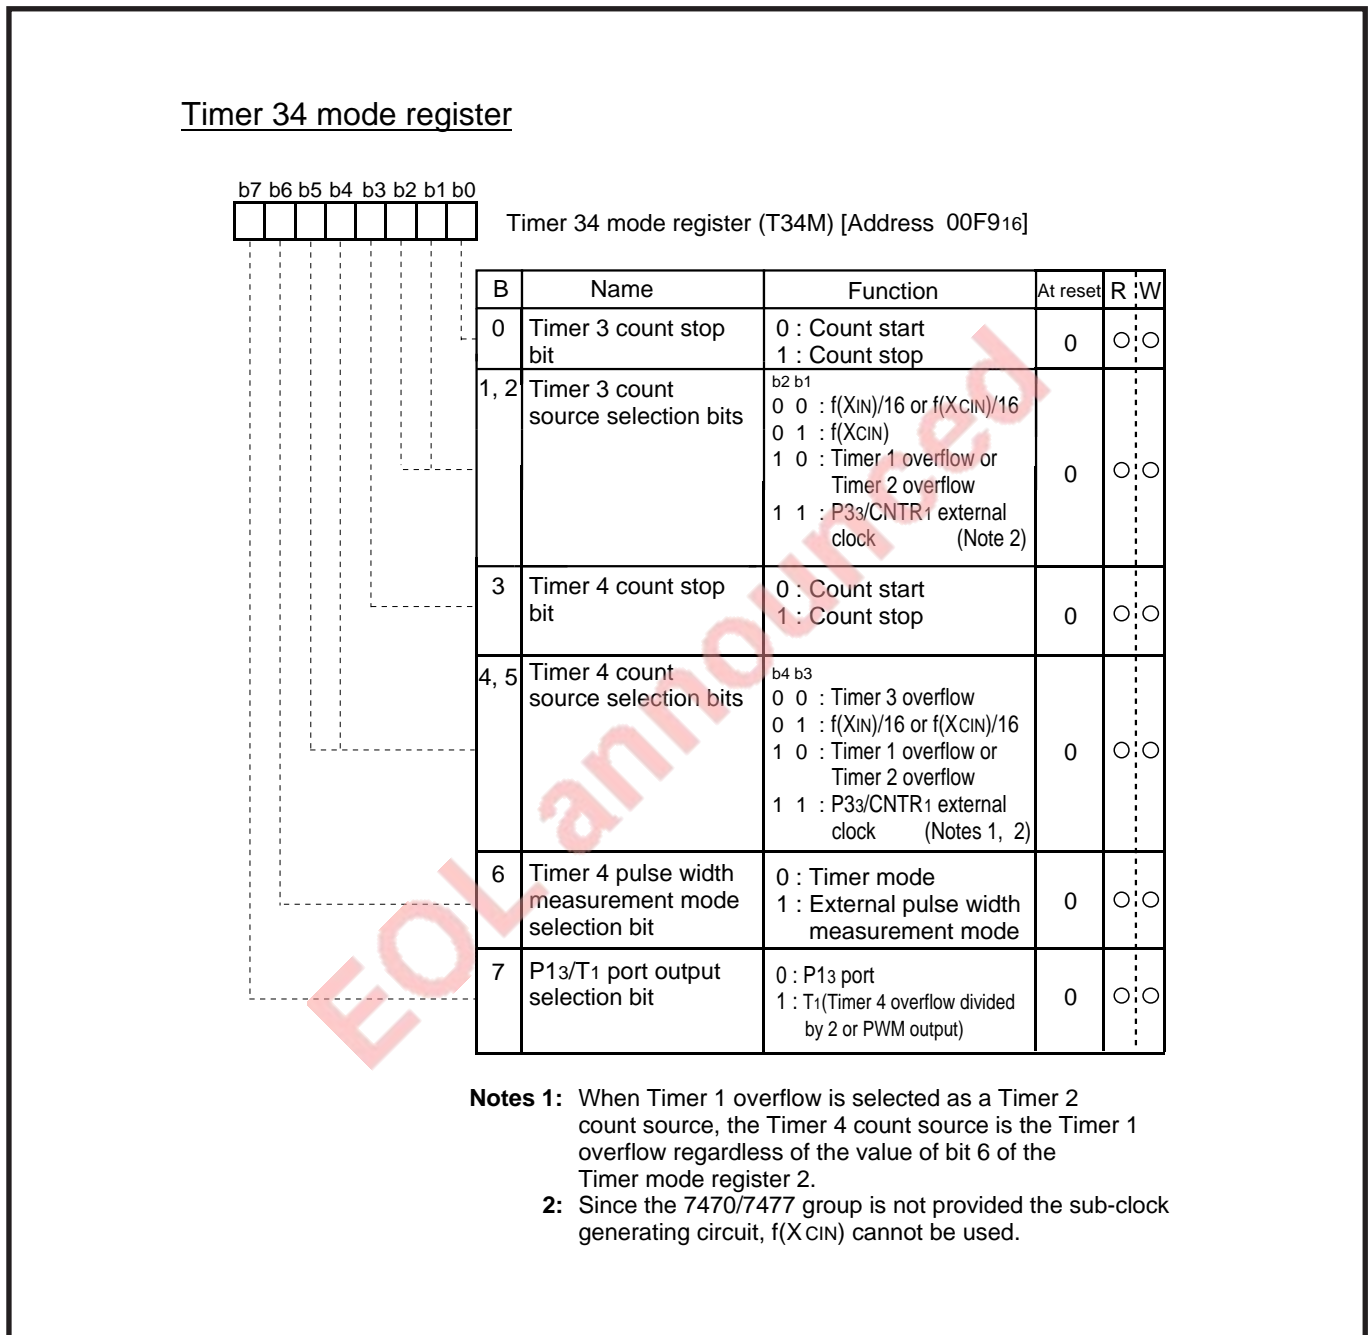 Timer 34 mode register
b7 b6 b5 b4 b3 b2 b1 b0
Timer 34 mode register (T34M) [Address 00F916]
B Name Function At reset R W
0 Timer 3 count stop bit 0 : Count start
1 : Count stop 0 ○ ○
1, 2 Timer 3 count source selection bits b2 b1
0 0 : f(XIN)/16 or f(XCIN)/16
0 1 : f(XCIN)
1 0 : Timer 1 overflow or
Timer 2 overflow
1 1 : P33/CNTR1 external
clock (Note 2) 0 ○ ○
3 Timer 4 count stop bit 0 : Count start
1 : Count stop 0 ○ ○
4, 5 Timer 4 count source selection bits b4 b3
0 0 : Timer 3 overflow
0 1 : f(XIN)/16 or f(XCIN)/16
1 0 : Timer 1 overflow or
Timer 2 overflow
1 1 : P33/CNTR1 external
clock (Notes 1, 2) 0 ○ ○
6 Timer 4 pulse width measurement mode selection bit 0 : Timer mode
1 : External pulse width
measurement mode 0 ○ ○
7 P13/T1 port output selection bit 0 : P13 port
1 : T1(Timer 4 overflow divided
by 2 or PWM output) 0 ○ ○
Notes 1: When Timer 1 overflow is selected as a Timer 2
count source, the Timer 4 count source is the Timer 1
overflow regardless of the value of bit 6 of the
Timer mode register 2.
2: Since the 7470/7477 group is not provided the sub-clock
generating circuit, f(XCIN) cannot be used.
EOL announced